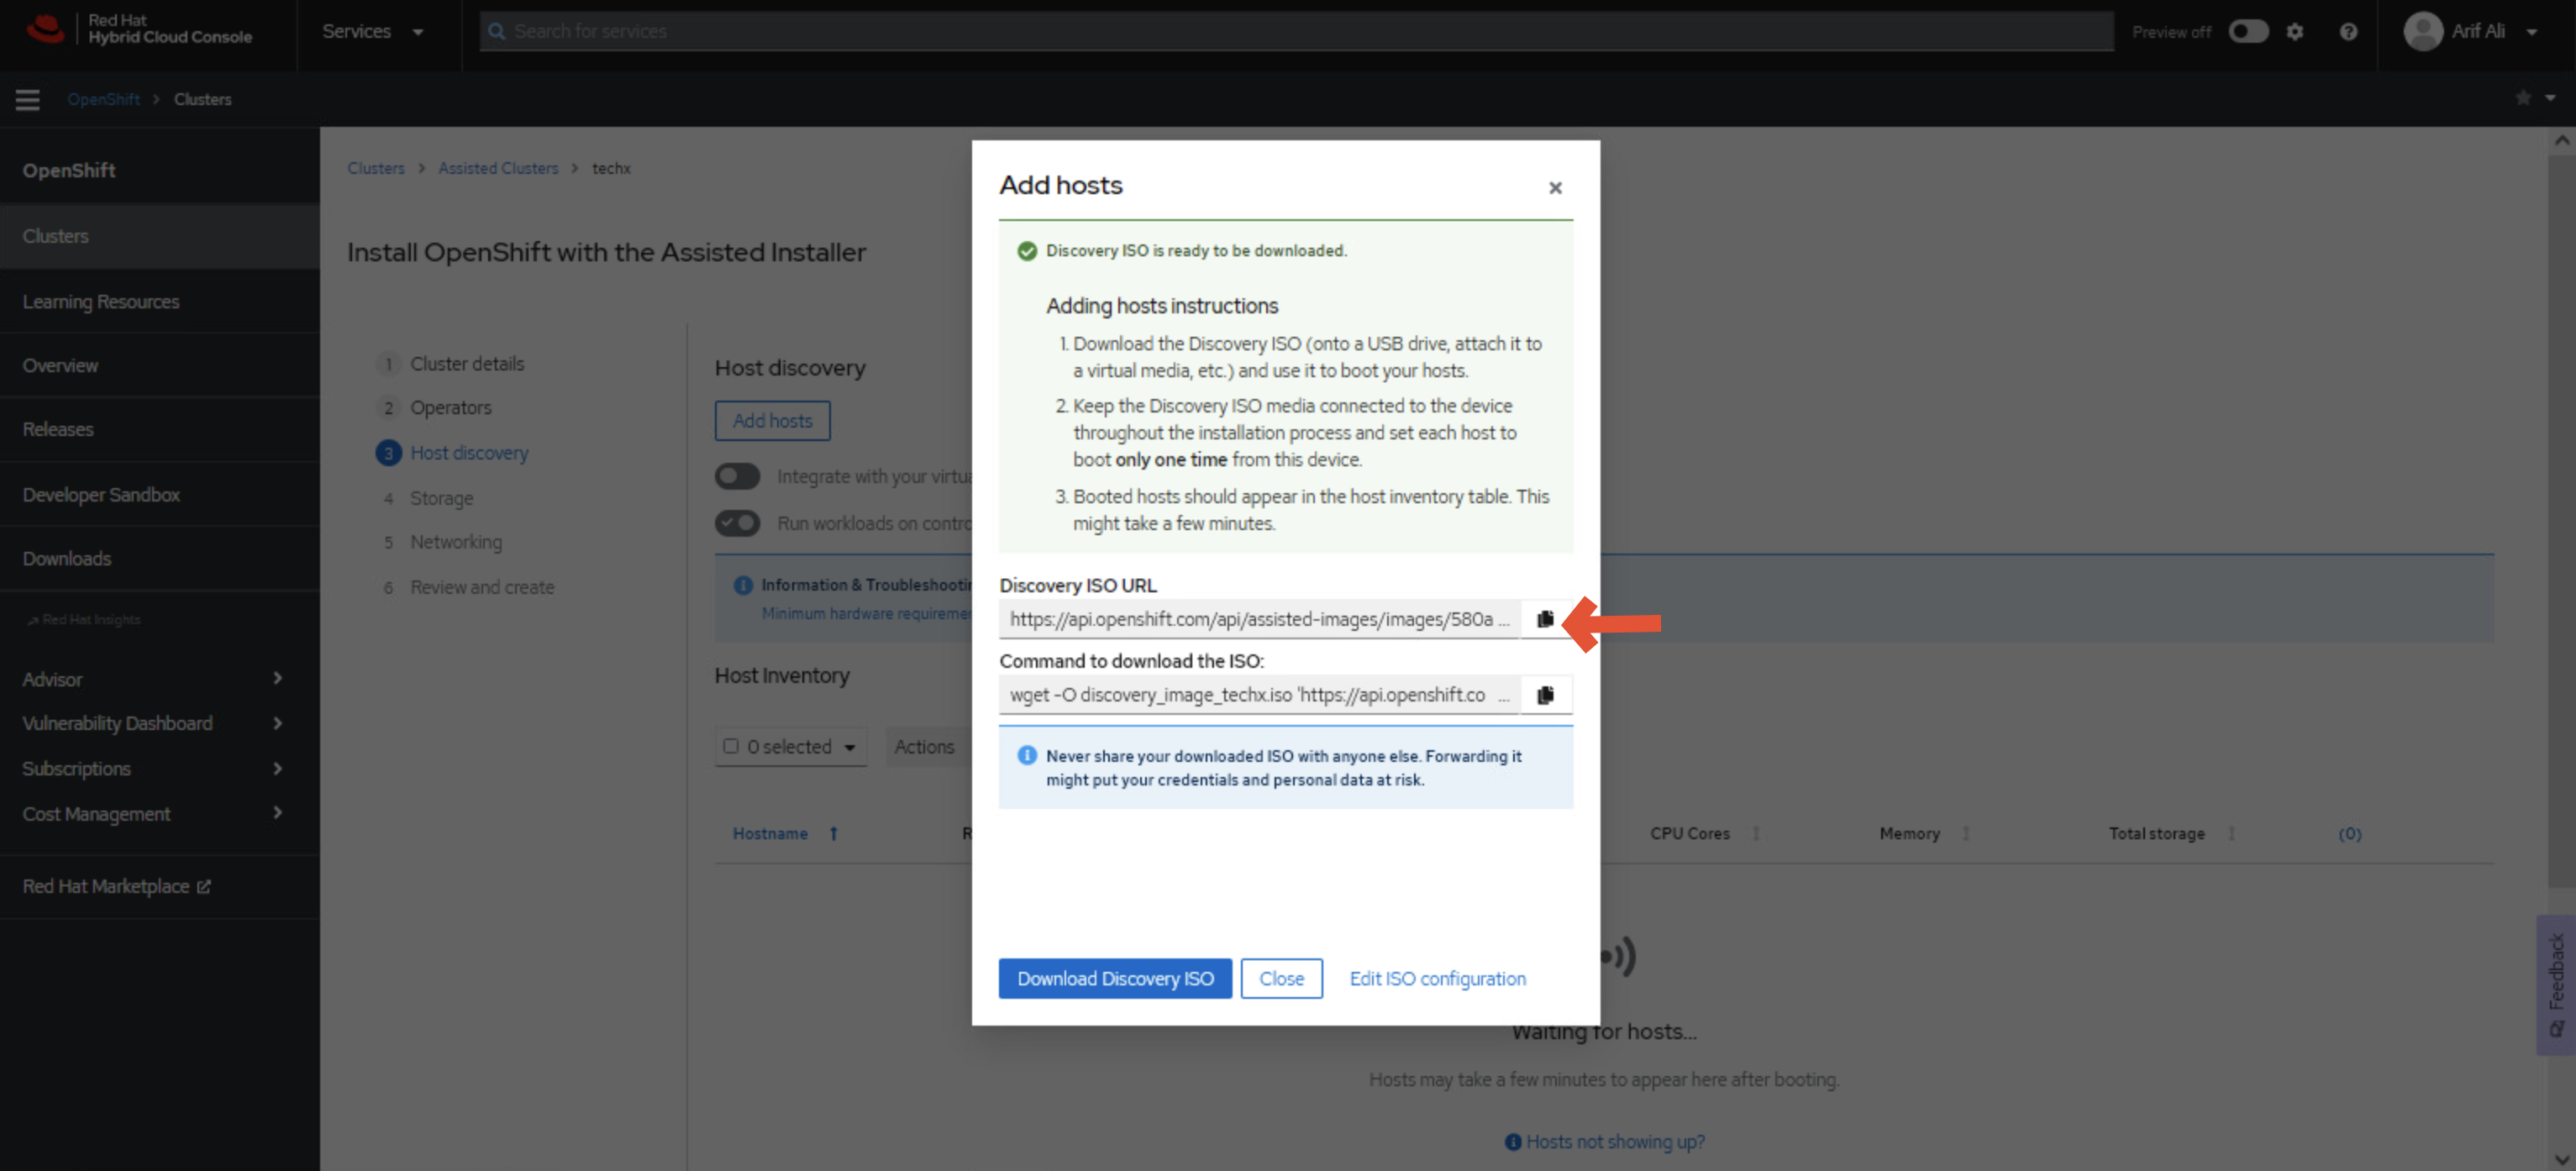 Red Hat
Hybrid Cloud Console
Services
Search for services
Preview off
Arif Ali
OpenShift > Clusters
OpenShift
Clusters
Learning Resources
Overview
Releases
Developer Sandbox
Downloads
Red Hat Insights
Advisor
Vulnerability Dashboard
Subscriptions
Cost Management
Red Hat Marketplace
Clusters > Assisted Clusters > techx
Install OpenShift with the Assisted Installer
1 Cluster details
2 Operators
3 Host discovery
4 Storage
5 Networking
6 Review and create
Host discovery
Add hosts
Integrate with your virtua
Run workloads on contro
Information & Troubleshootin
Minimum hardware requiremen
Host Inventory
0 selected
Actions
Hostname
R
CPU Cores
Memory
Total storage
(0)
Waiting for hosts...
Hosts may take a few minutes to appear here after booting.
Hosts not showing up?
Feedback
Add hosts
Discovery ISO is ready to be downloaded.
Adding hosts instructions
1. Download the Discovery ISO (onto a USB drive, attach it to
a virtual media, etc.) and use it to boot your hosts.
2. Keep the Discovery ISO media connected to the device
throughout the installation process and set each host to
boot only one time from this device.
3. Booted hosts should appear in the host inventory table. This
might take a few minutes.
Discovery ISO URL
https://api.openshift.com/api/assisted-images/images/580a ...
Command to download the ISO:
wget -O discovery_image_techx.iso 'https://api.openshift.co ...
Never share your downloaded ISO with anyone else. Forwarding it
might put your credentials and personal data at risk.
Download Discovery ISO
Close
Edit ISO configuration